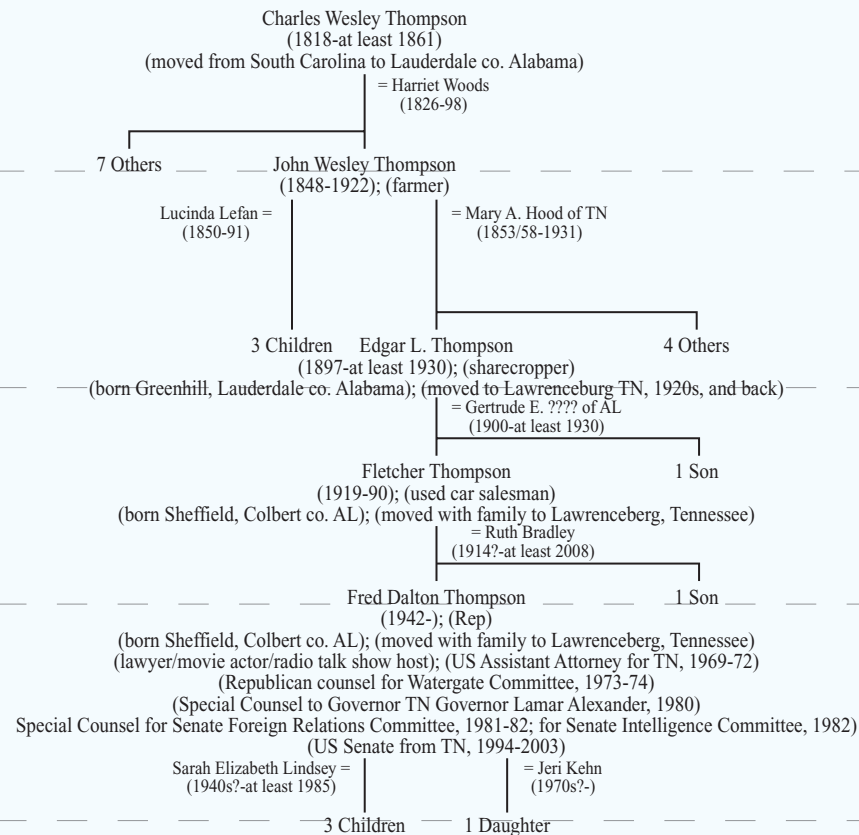 Charles Wesley Thompson
(1818-at least 1861)
(moved from South Carolina to Lauderdale co. Alabama)
= Harriet Woods
(1826-98)
7 Others
John Wesley Thompson
(1848-1922); (farmer)
Lucinda Lefan =
(1850-91)
= Mary A. Hood of TN
(1853/58-1931)
3 Children
Edgar L. Thompson
4 Others
(1897-at least 1930); (sharecropper)
(born Greenhill, Lauderdale co. Alabama); (moved to Lawrenceburg TN, 1920s, and back)
= Gertrude E. ???? of AL
(1900-at least 1930)
Fletcher Thompson
1 Son
(1919-90); (used car salesman)
(born Sheffield, Colbert co. AL); (moved with family to Lawrenceberg, Tennessee)
= Ruth Bradley
(1914?-at least 2008)
Fred Dalton Thompson
1 Son
(1942-); (Rep)
(born Sheffield, Colbert co. AL); (moved with family to Lawrenceberg, Tennessee)
(lawyer/movie actor/radio talk show host); (US Assistant Attorney for TN, 1969-72)
(Republican counsel for Watergate Committee, 1973-74)
(Special Counsel to Governor TN Governor Lamar Alexander, 1980)
Special Counsel for Senate Foreign Relations Committee, 1981-82; for Senate Intelligence Committee, 1982)
(US Senate from TN, 1994-2003)
Sarah Elizabeth Lindsey =
(1940s?-at least 1985)
= Jeri Kehn
(1970s?-)
3 Children
1 Daughter